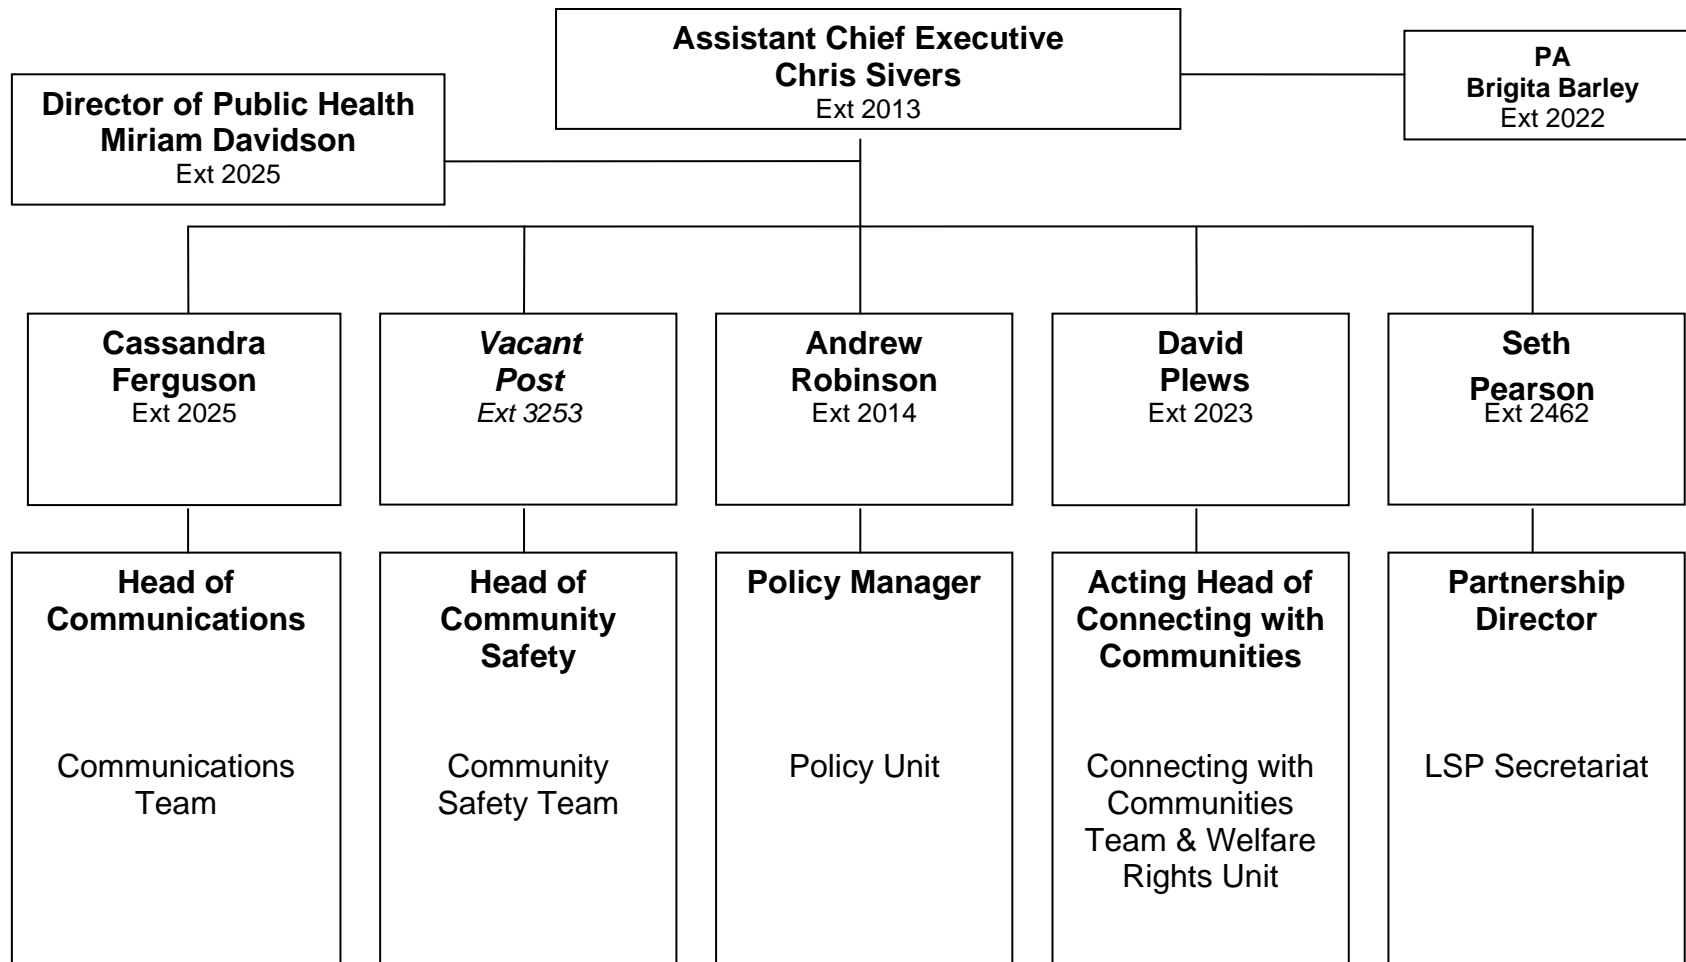 Assistant Chief Executive
Chris Sivers
Ext 2013
PA
Brigita Barley
Ext 2022
Director of Public Health
Miriam Davidson
Ext 2025
Cassandra
Ferguson
Ext 2025
Vacant
Post
Ext 3253
Andrew
Robinson
Ext 2014
David
Plews
Ext 2023
Seth
Pearson
Ext 2462
Head of
Communications
Communications
Team
Head of
Community
Safety
Community
Safety Team
Policy Manager
Policy Unit
Acting Head of
Connecting with
Communities
Connecting with
Communities
Team & Welfare
Rights Unit
Partnership
Director
LSP Secretariat